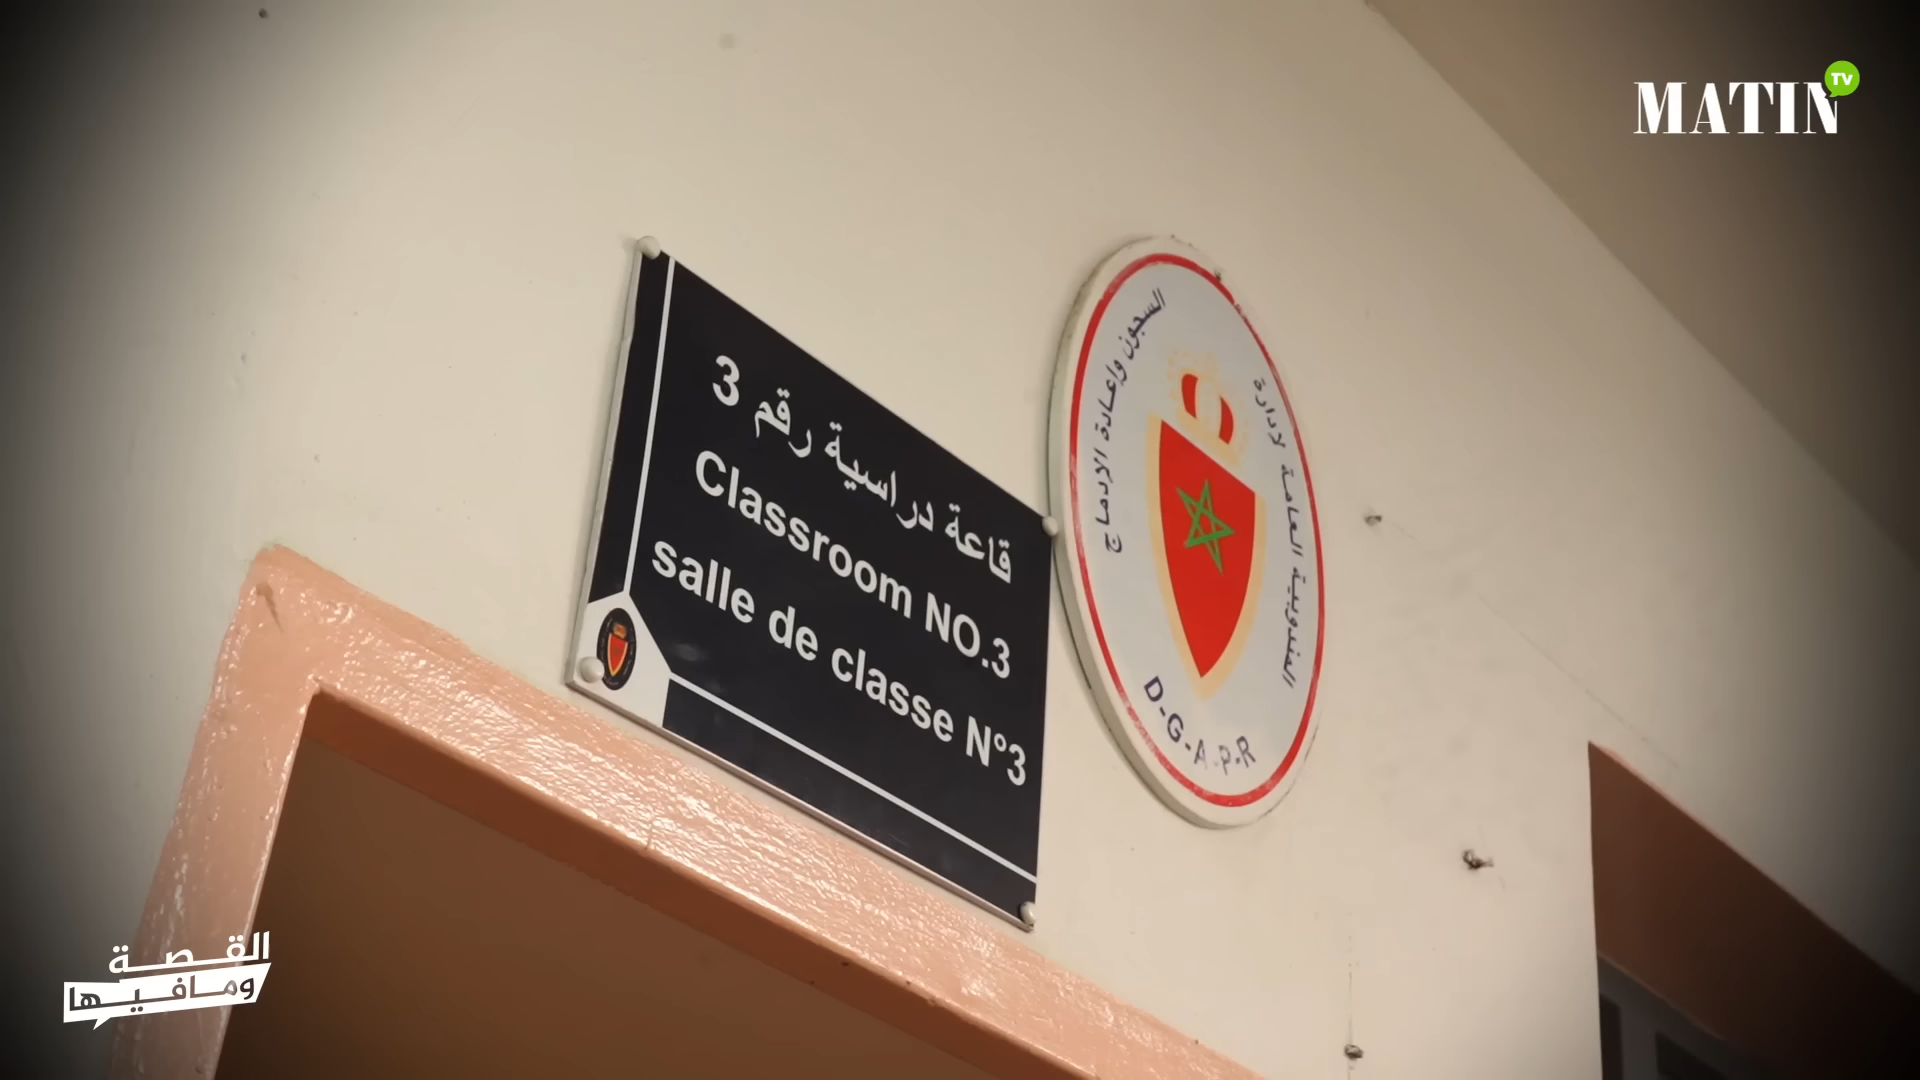 MATIN TV
قاعة دراسية رقم 3
Classroom NO.3
salle de classe N°3
المندوبية العامة لإدارة
السجون وإعادة الإدماج
D-G-A-P-R
القصة
ومافيها